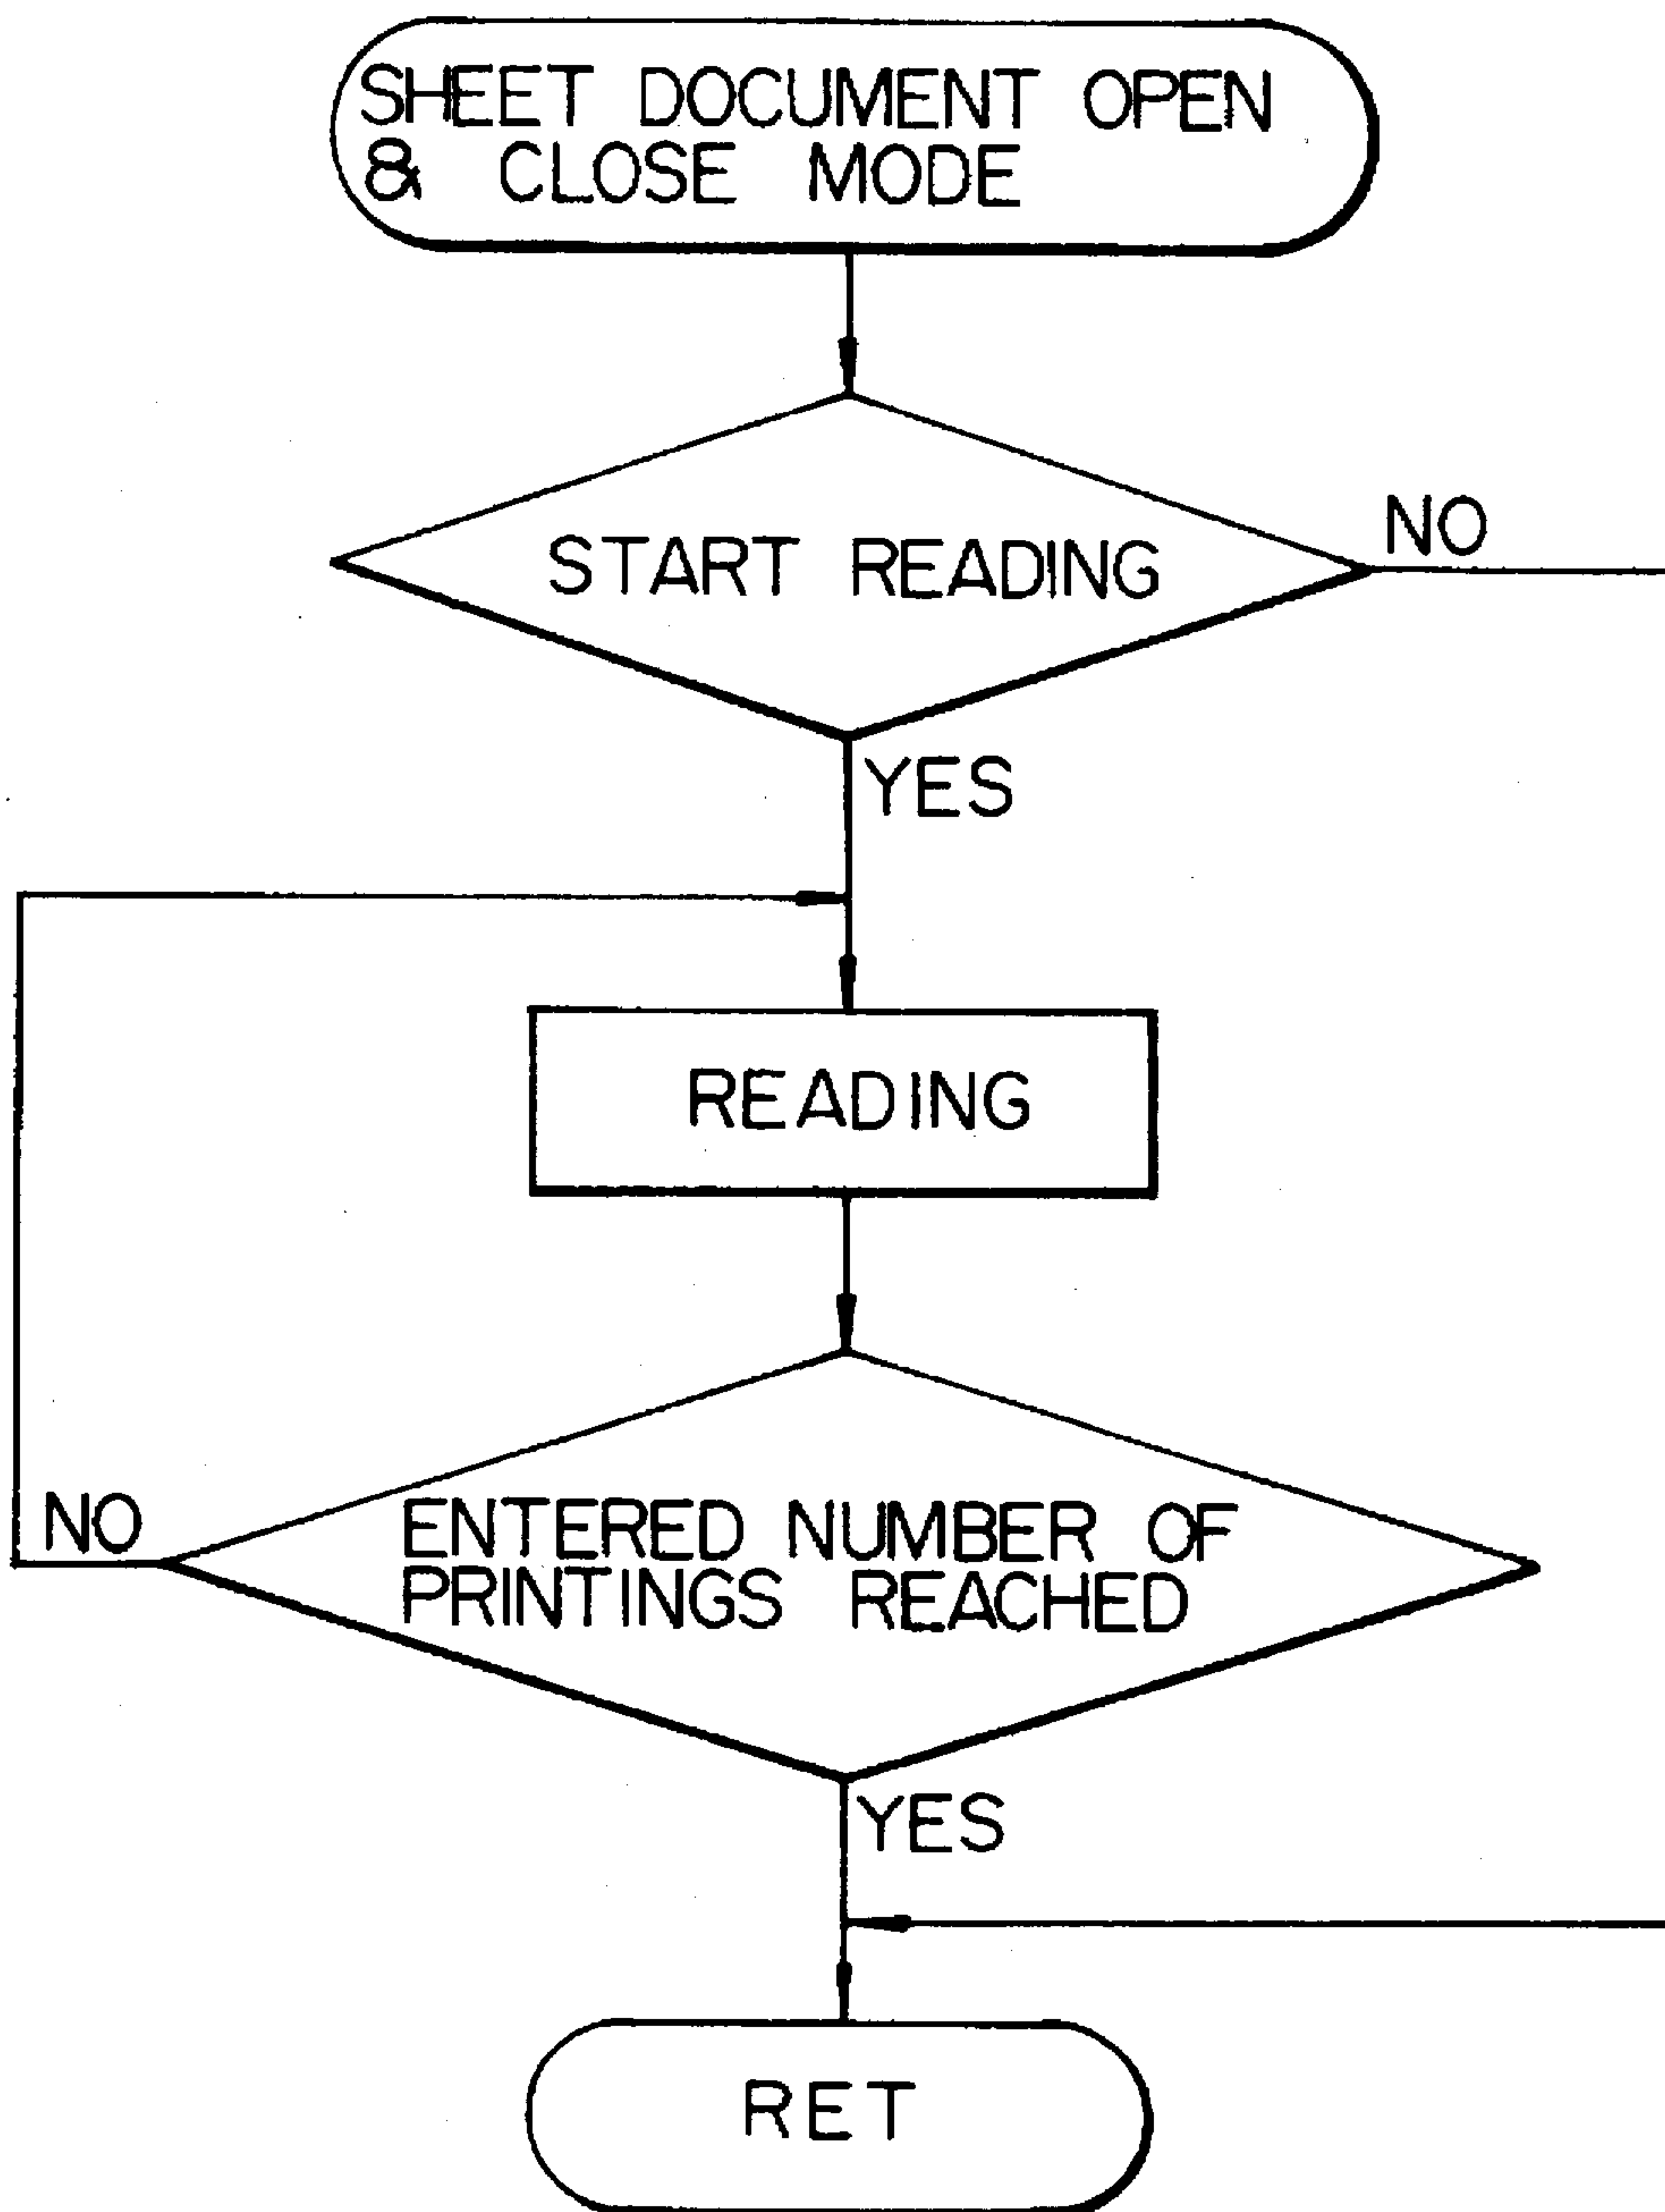 SHEET DOCUMENT OPEN
& CLOSE MODE
START READING
NO
YES
READING
NO
ENTERED NUMBER OF
PRINTINGS REACHED
YES
RET